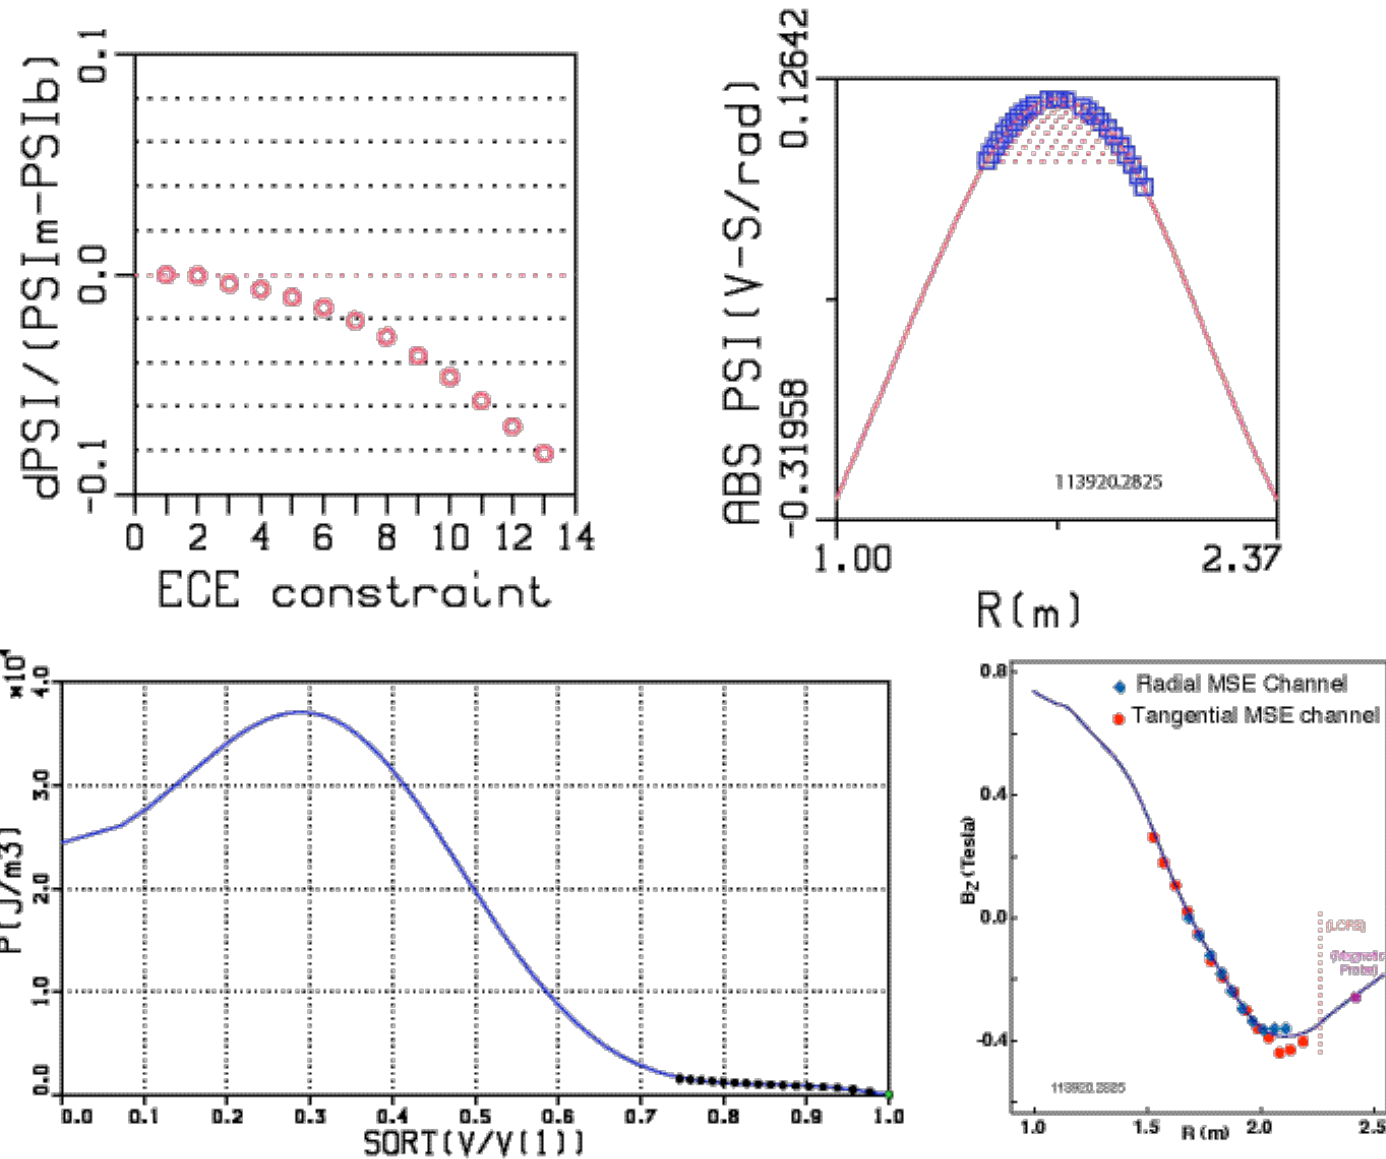 dPSI/(PSIm-PSIb)
0.1
0.0
-0.1
0 2 4 6 8 10 12 14
ECE constraint
ABS PSI(V-S/rad)
0.12642
-0.31958
113920.2825
1.00 2.37
R(m)
×10⁴
P(J/m3)
4.0
3.0
2.0
1.0
0.0
0.0 0.1 0.2 0.3 0.4 0.5 0.6 0.7 0.8 0.9 1.0
SQRT(V/V(1))
Radial MSE Channel
Tangential MSE channel
BZ (Tesla)
0.8
0.4
0.0
-0.4
(LCFS)
(Magnetic
Probe)
113920.2825
1.0 1.5 2.0 2.5
R (m)